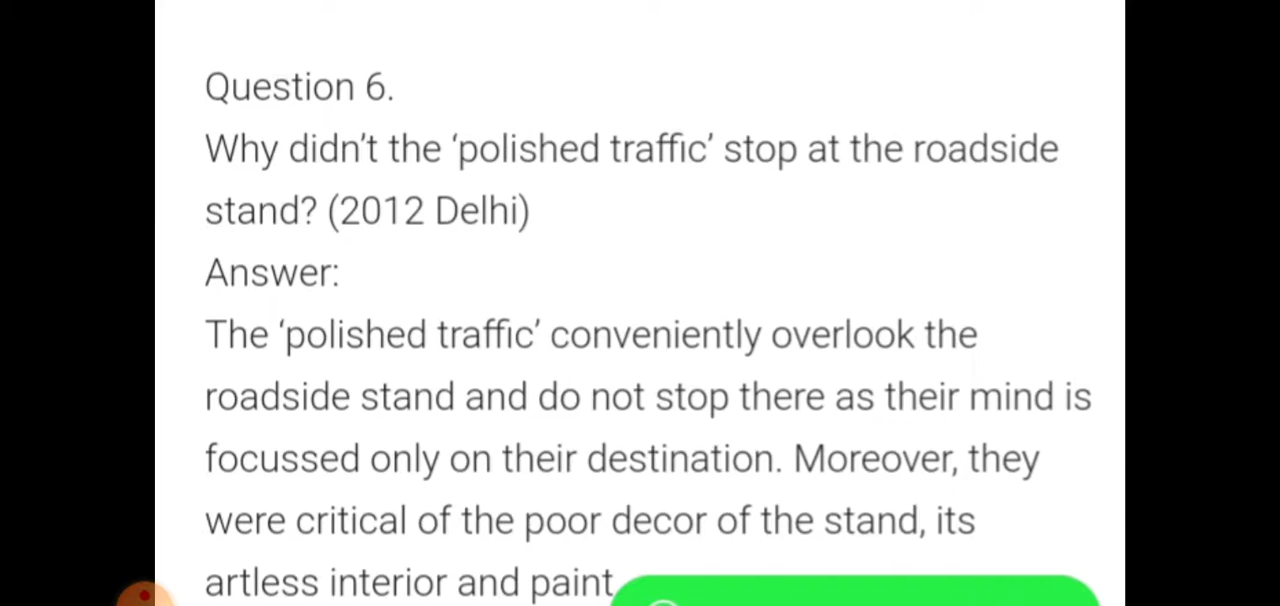 Question 6.
Why didn’t the ‘polished traffic’ stop at the roadside
stand? (2012 Delhi)
Answer:
The ‘polished traffic’ conveniently overlook the
roadside stand and do not stop there as their mind is
focussed only on their destination. Moreover, they
were critical of the poor decor of the stand, its
artless interior and paint